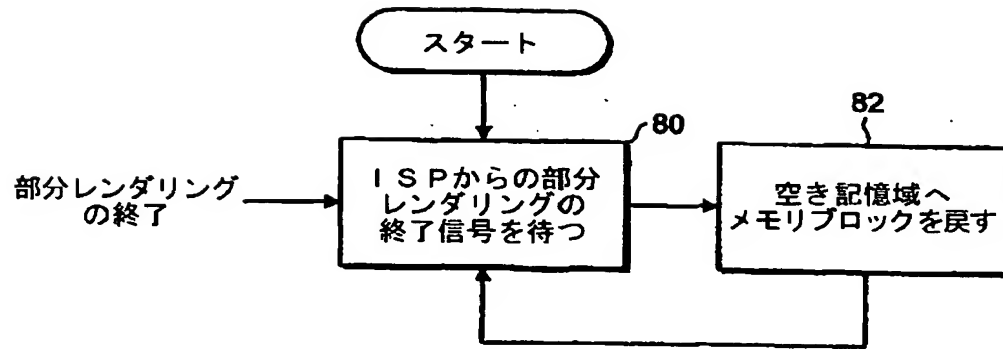 スタート
80
82
部分レンダリング
の終了
ＩＳＰからの部分
レンダリングの
終了信号を待つ
空き記憶域へ
メモリブロックを戻す